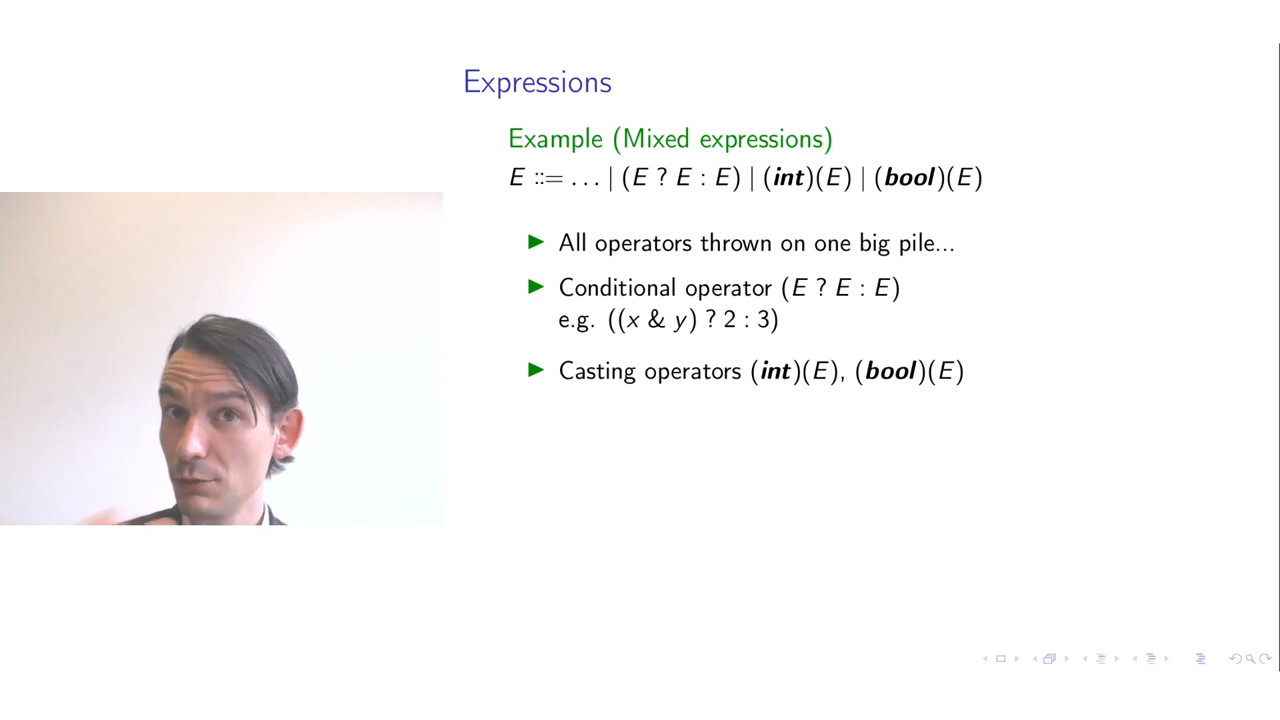 Expressions
Example (Mixed expressions)
E ::= ... | (E ? E : E) | (int)(E) | (bool)(E)
All operators thrown on one big pile...
Conditional operator (E ? E : E)
e.g. ((x & y) ? 2 : 3)
Casting operators (int)(E), (bool)(E)